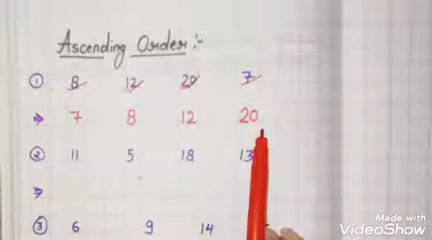 Ascending Order :-
① 8 12 20 7
⇒ 7 8 12 20
② 11 5 18 13
⇒
③ 6 9 14
Made with
VideoShow